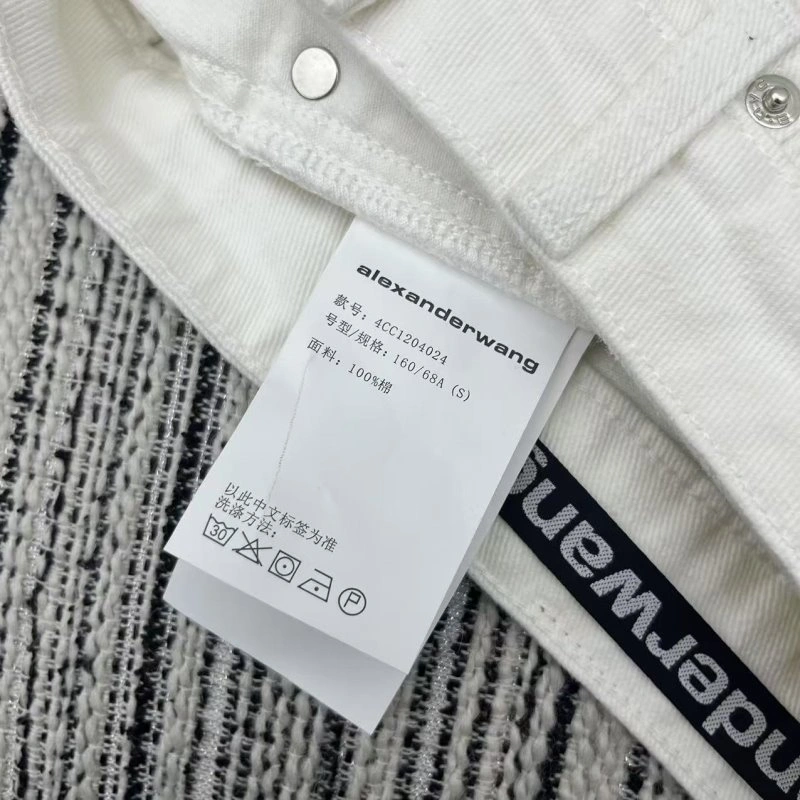 alexanderwang
款号: 4CC1204024
号型/规格: 160/68A (S)
面料: 100%棉
以此中文标签为准
洗涤方法:
30
P
nderwang